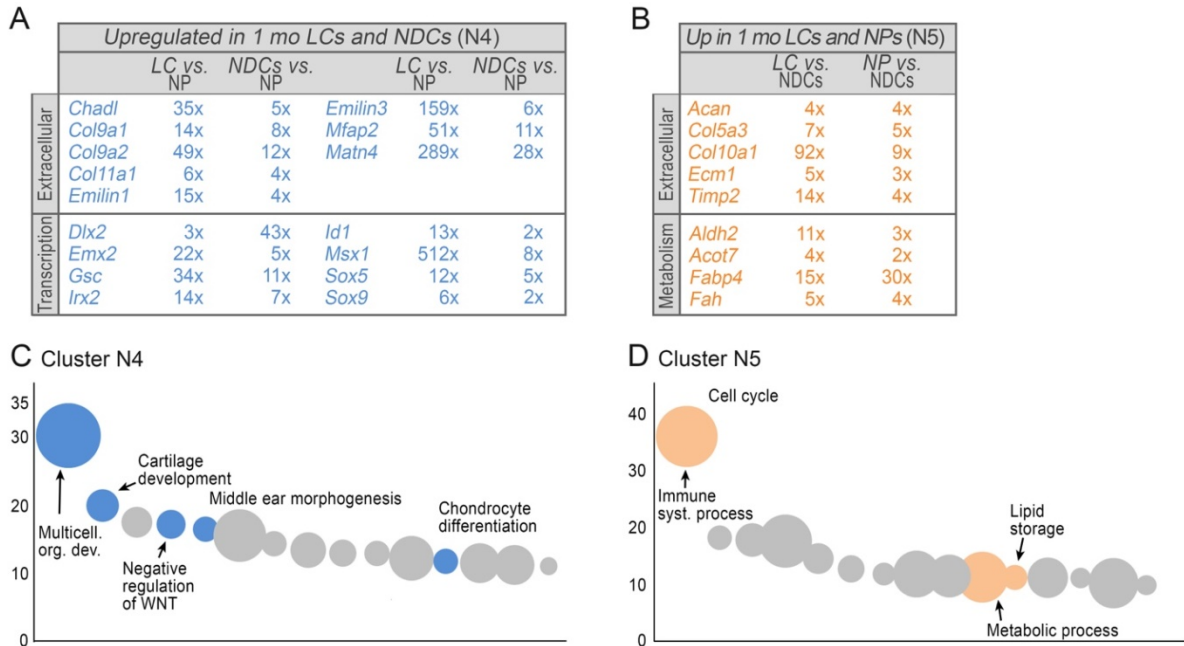 A
Upregulated in 1 mo LCs and NDCs (N4)
LC vs. NP NDCs vs. NP LC vs. NP NDCs vs. NP
Extracellular
Chadl 35x 5x Emilin3 159x 6x
Col9a1 14x 8x Mfap2 51x 11x
Col9a2 49x 12x Matn4 289x 28x
Col11a1 6x 4x
Emilin1 15x 4x
Transcription
Dlx2 3x 43x Id1 13x 2x
Emx2 22x 5x Msx1 512x 8x
Gsc 34x 11x Sox5 12x 5x
Irx2 14x 7x Sox9 6x 2x
B
Up in 1 mo LCs and NPs (N5)
LC vs. NDCs NP vs. NDCs
Extracellular
Acan 4x 4x
Col5a3 7x 5x
Col10a1 92x 9x
Ecm1 5x 3x
Timp2 14x 4x
Metabolism
Aldh2 11x 3x
Acot7 4x 2x
Fabp4 15x 30x
Fah 5x 4x
C Cluster N4
35
30
20
10
0
Multicell.
org. dev.
Cartilage
development
Negative
regulation
of WNT
Middle ear morphogenesis
Chondrocyte
differentiation
D Cluster N5
40
30
20
10
0
Cell cycle
Immune
syst. process
Lipid
storage
Metabolic process